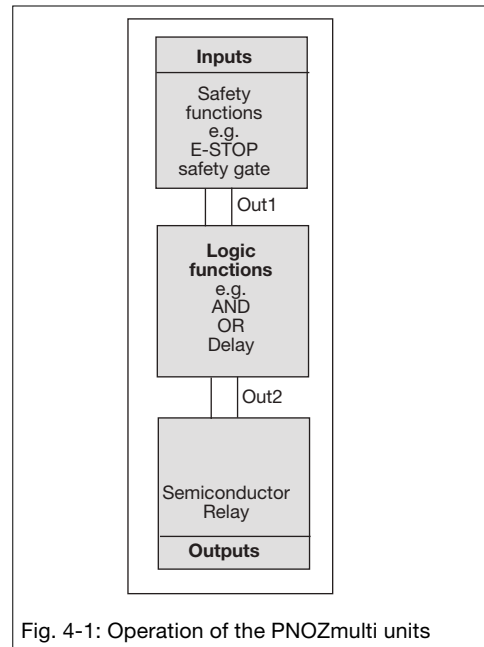 Inputs
Safety
functions
e.g.
E-STOP
safety gate
Out1
Logic
functions
e.g.
AND
OR
Delay
Out2
Semiconductor
Relay
Outputs
Fig. 4-1: Operation of the PNOZmulti units